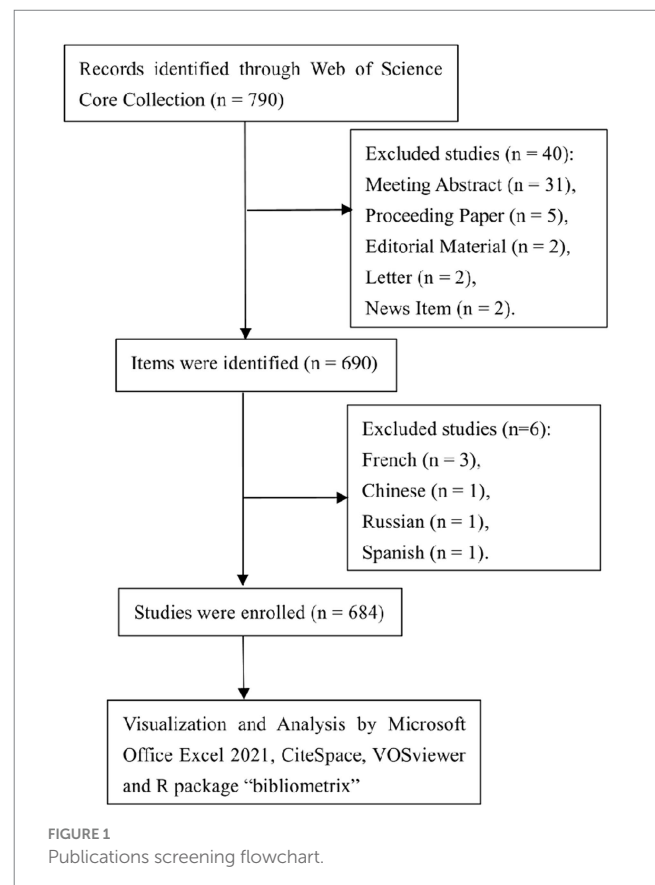 Records identified through Web of Science
Core Collection (n = 790)
Excluded studies (n = 40):
Meeting Abstract (n = 31),
Proceeding Paper (n = 5),
Editorial Material (n = 2),
Letter (n = 2),
News Item (n = 2).
Items were identified (n = 690)
Excluded studies (n=6):
French (n = 3),
Chinese (n = 1),
Russian (n = 1),
Spanish (n = 1).
Studies were enrolled (n = 684)
Visualization and Analysis by Microsoft
Office Excel 2021, CiteSpace, VOSviewer
and R package “bibliometrix”
FIGURE 1
Publications screening flowchart.